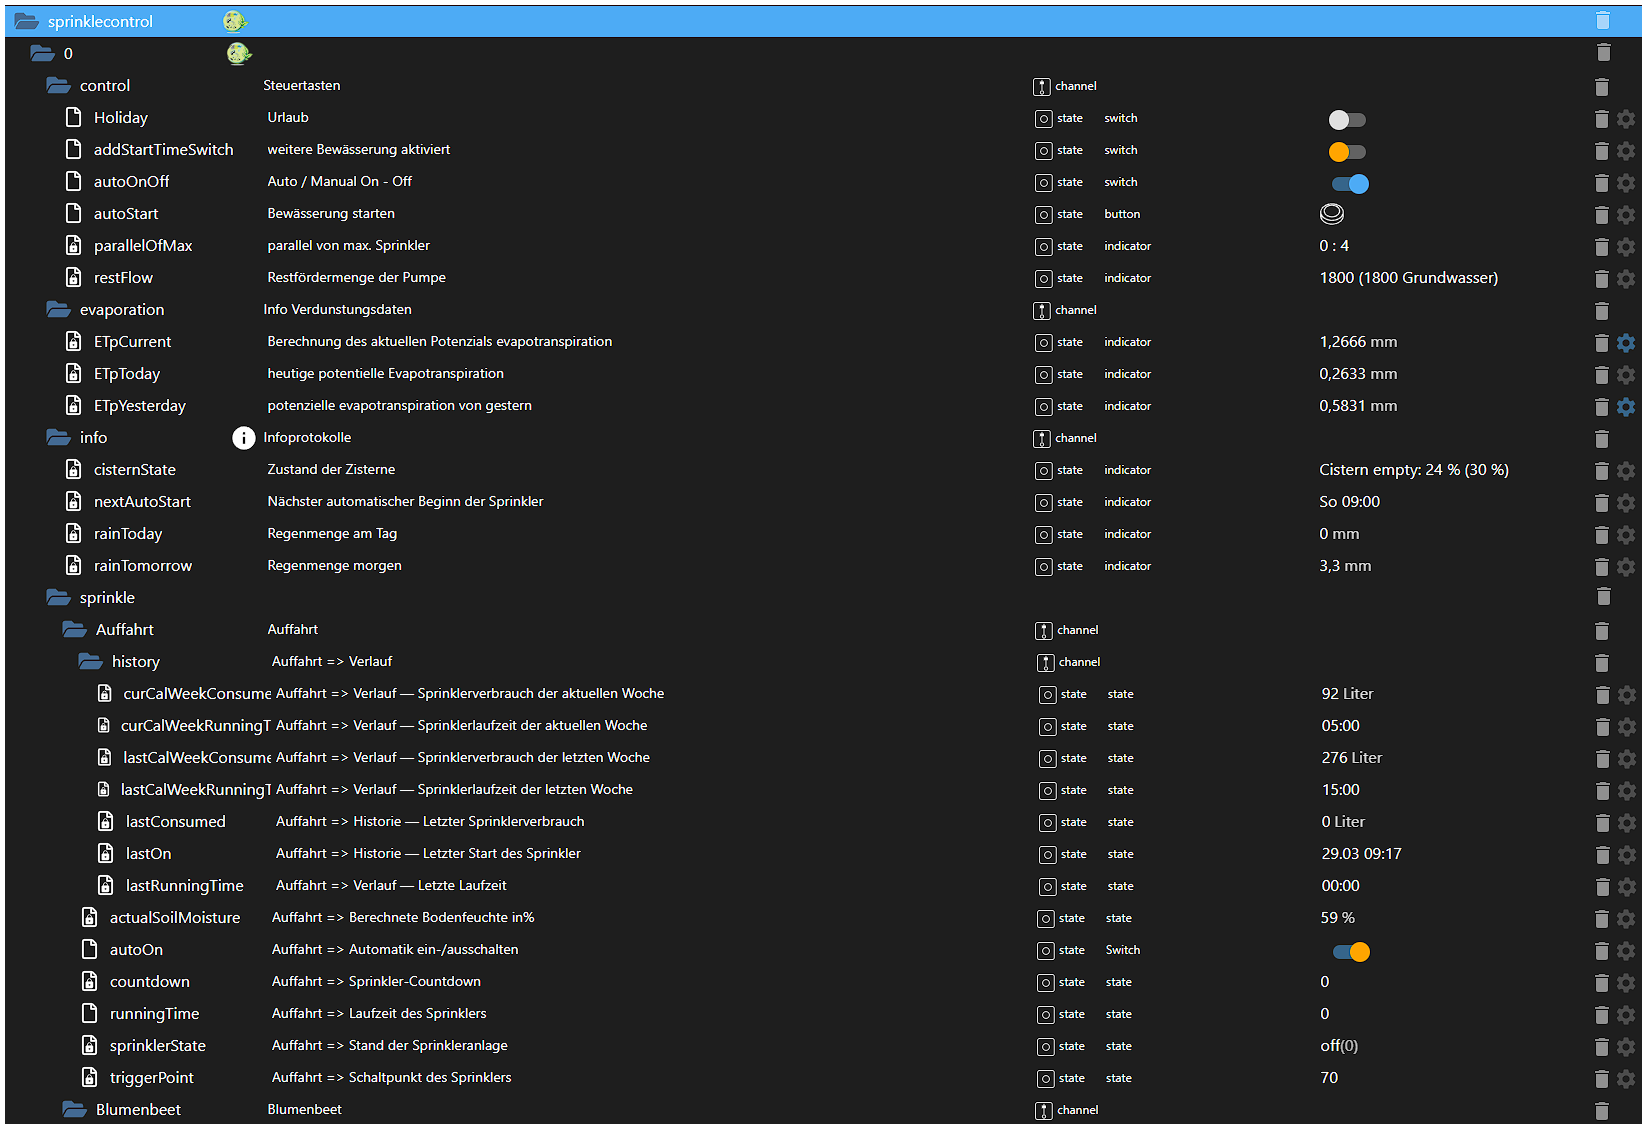 sprinklecontrol
0
control Steuertasten channel
Holiday Urlaub state switch
addStartTimeSwitch weitere Bewässerung aktiviert state switch
autoOnOff Auto / Manual On - Off state switch
autoStart Bewässerung starten state button
parallelOfMax parallel von max. Sprinkler state indicator 0 : 4
restFlow Restfördermenge der Pumpe state indicator 1800 (1800 Grundwasser)
evaporation Info Verdunstungsdaten channel
ETpCurrent Berechnung des aktuellen Potenzials evapotranspiration state indicator 1,2666 mm
ETpToday heutige potentielle Evapotranspiration state indicator 0,2633 mm
ETpYesterday potenzielle evapotranspiration von gestern state indicator 0,5831 mm
info Infoprotokolle channel
cisternState Zustand der Zisterne state indicator Cistern empty: 24 % (30 %)
nextAutoStart Nächster automatischer Beginn der Sprinkler state indicator So 09:00
rainToday Regenmenge am Tag state indicator 0 mm
rainTomorrow Regenmenge morgen state indicator 3,3 mm
sprinkle
Auffahrt Auffahrt channel
history Auffahrt => Verlauf channel
curCalWeekConsume Auffahrt => Verlauf — Sprinklerverbrauch der aktuellen Woche state state 92 Liter
curCalWeekRunningT Auffahrt => Verlauf — Sprinklerlaufzeit der aktuellen Woche state state 05:00
lastCalWeekConsume Auffahrt => Verlauf — Sprinklerverbrauch der letzten Woche state state 276 Liter
lastCalWeekRunningT Auffahrt => Verlauf — Sprinklerlaufzeit der letzten Woche state state 15:00
lastConsumed Auffahrt => Historie — Letzter Sprinklerverbrauch state state 0 Liter
lastOn Auffahrt => Historie — Letzter Start des Sprinkler state state 29.03 09:17
lastRunningTime Auffahrt => Verlauf — Letzte Laufzeit state state 00:00
actualSoilMoisture Auffahrt => Berechnete Bodenfeuchte in% state state 59 %
autoOn Auffahrt => Automatik ein-/ausschalten state Switch
countdown Auffahrt => Sprinkler-Countdown state state 0
runningTime Auffahrt => Laufzeit des Sprinklers state state 0
sprinklerState Auffahrt => Stand der Sprinkleranlage state state off(0)
triggerPoint Auffahrt => Schaltpunkt des Sprinklers state state 70
Blumenbeet Blumenbeet channel